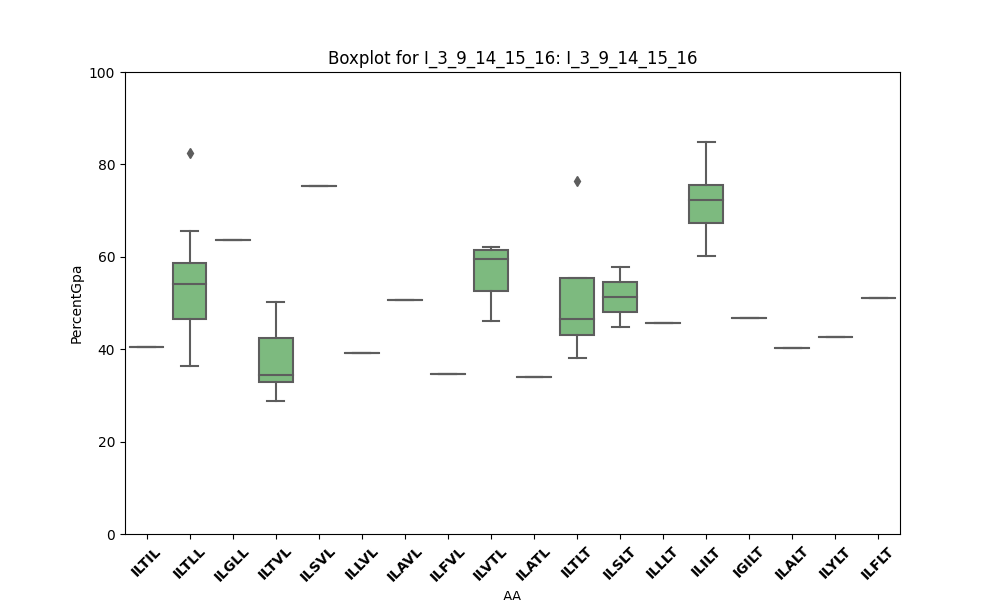 Boxplot for I_3_9_14_15_16: I_3_9_14_15_16
100
80
60
40
20
0
PercentGpa
ILTIL ILTLL ILGLL ILTVL ILSVL ILLVL ILAVL ILFVL ILVTL ILATL ILTLT ILSLT ILLLT ILILT IGILT ILALT ILYLT ILFLT
AA